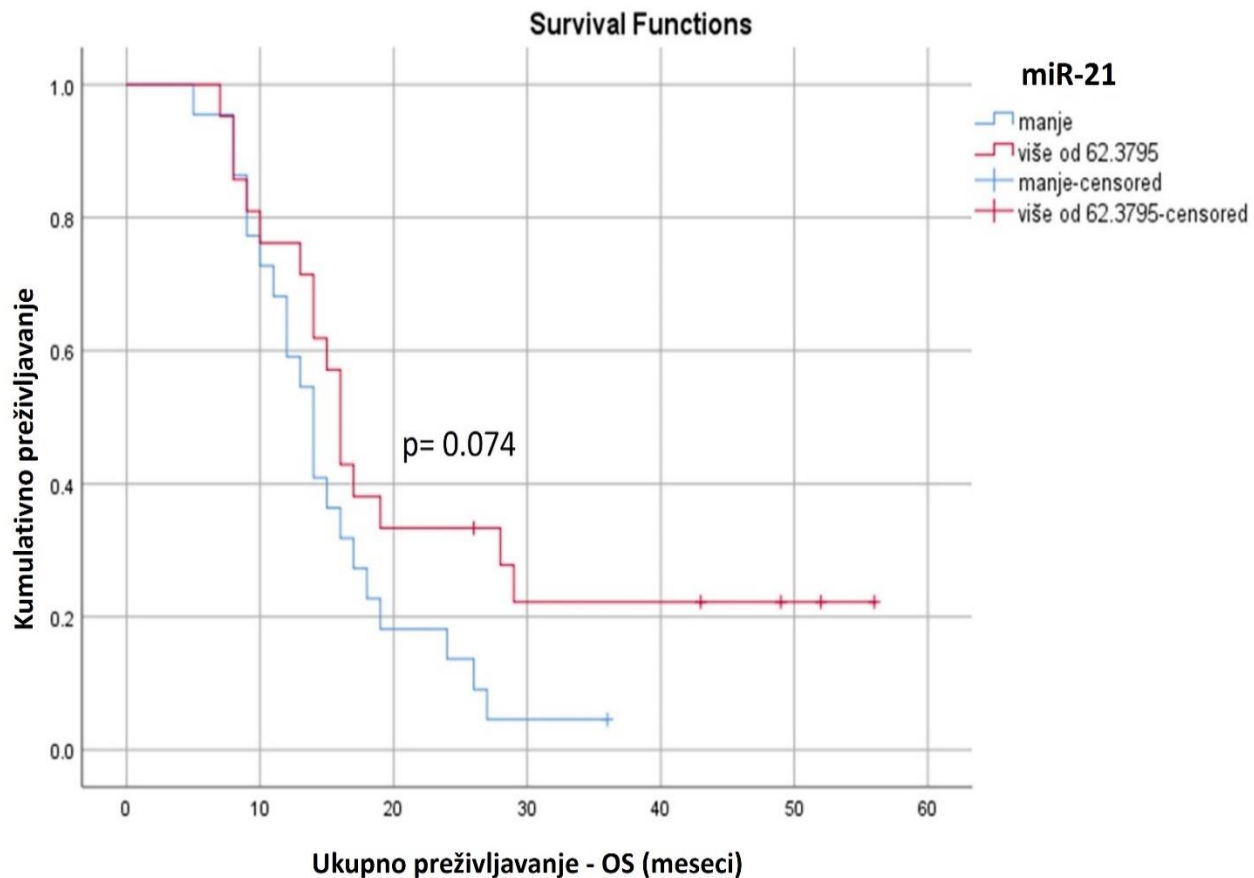 Survival Functions
miR-21
manje
više od 62.3795
manje-censored
više od 62.3795-censored
Kumulativno preživljavanje
1.0
0.8
0.6
0.4
0.2
0.0
p= 0.074
0 10 20 30 40 50 60
Ukupno preživljavanje - OS (meseci)